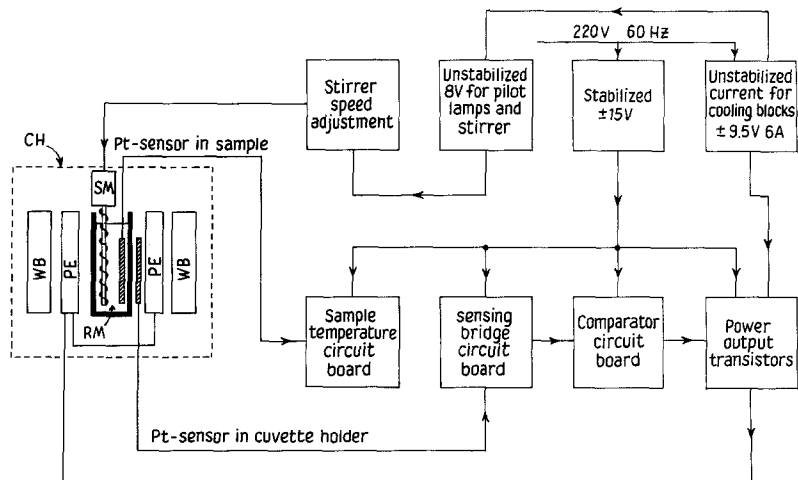 220V 60 Hz
Stirrer
speed
adjustment
Unstabilized
8V for pilot
lamps and
stirrer
Stabilized
±15V
Unstabilized
current for
cooling blocks
± 9.5V 6A
Pt-sensor in sample
CH
SM
WB
PE
PE
WB
RM
Sample
temperature
circuit
board
sensing
bridge
circuit
board
Comparator
circuit
board
Power
output
transistors
Pt-sensor in cuvette holder